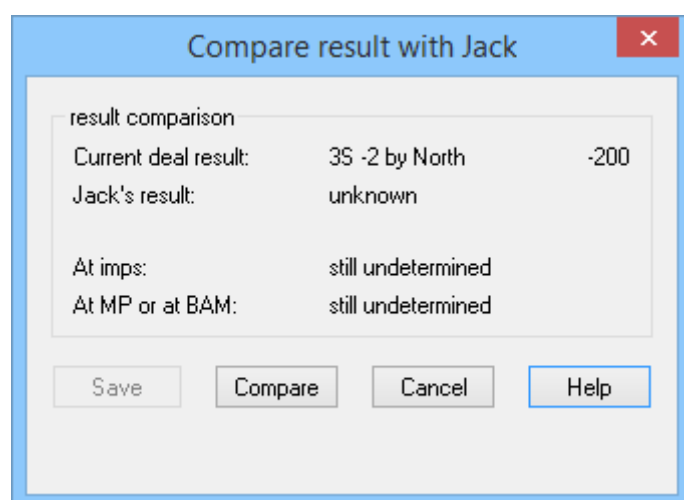 Compare result with Jack
result comparison
Current deal result: 3S -2 by North -200
Jack's result: unknown
At imps: still undetermined
At MP or at BAM: still undetermined
Save Compare Cancel Help